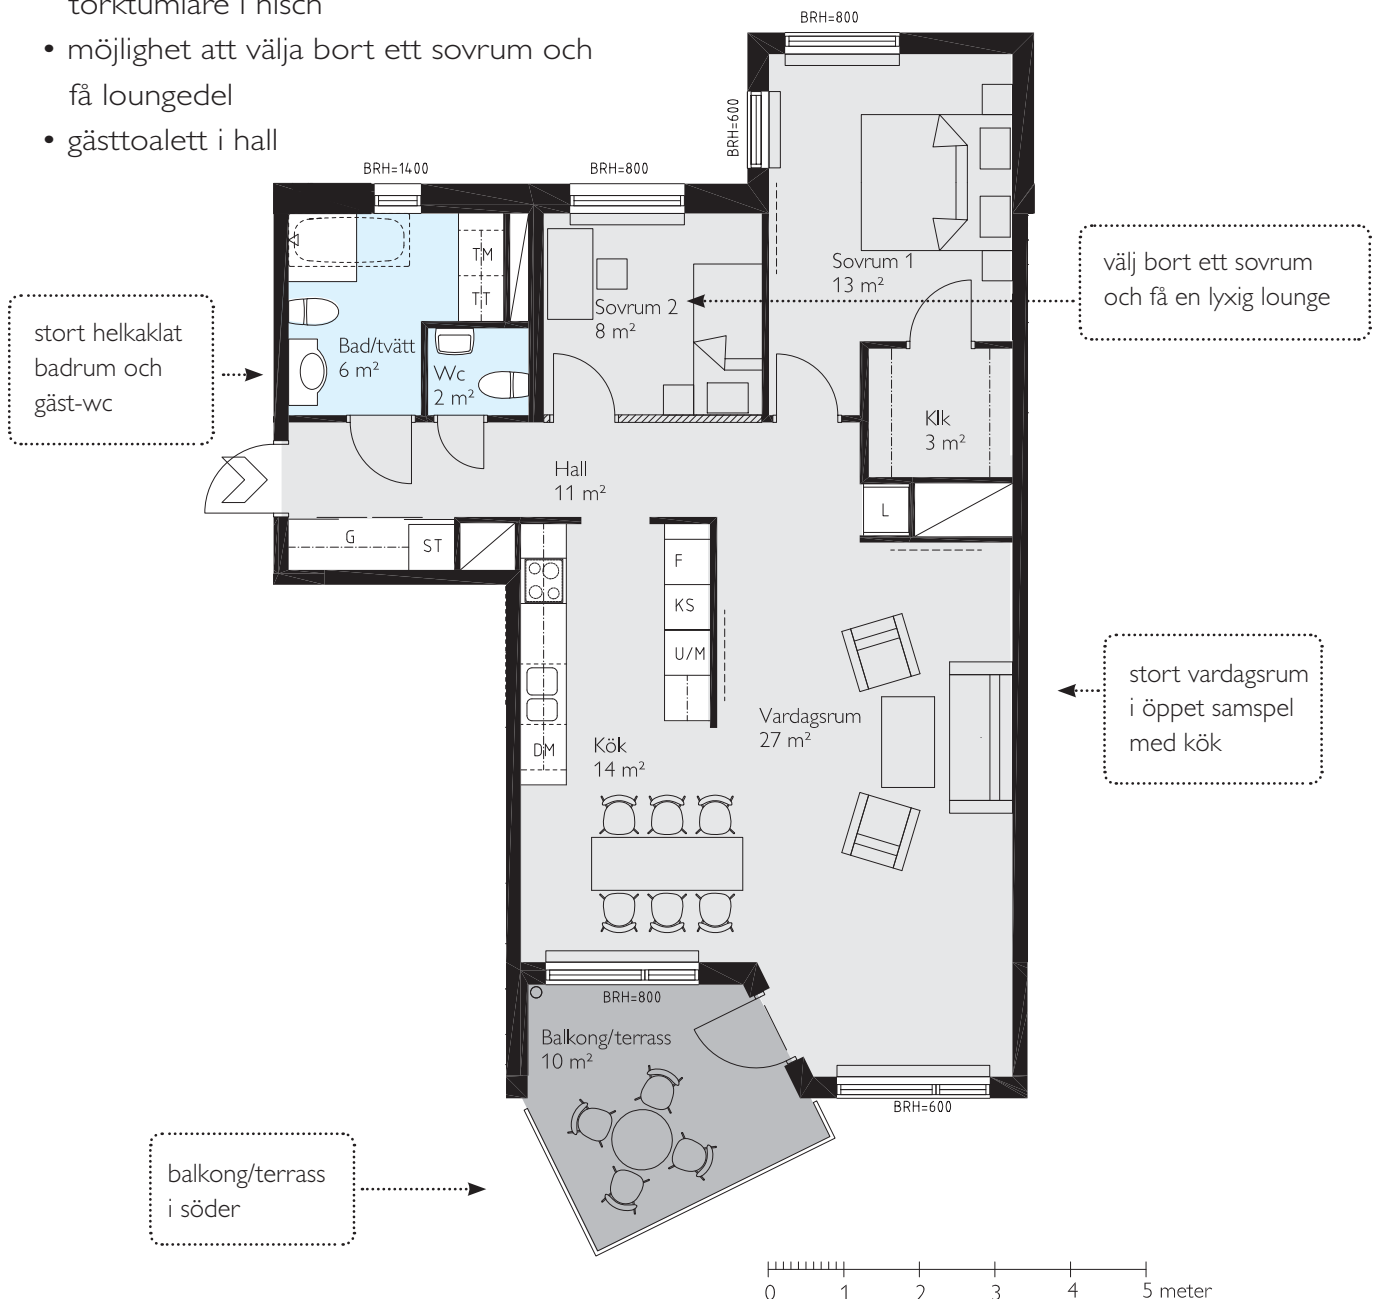 torktumlare i nisch
• möjlighet att välja bort ett sovrum och
få loungedel
• gästtoalett i hall
BRH=800
BRH=600
BRH=1400
BRH=800
TM
TT
Sovrum 1
13 m²
Sovrum 2
8 m²
välj bort ett sovrum
och få en lyxig lounge
stort helkaklat
badrum och
gäst-wc
Bad/tvätt
6 m²
Wc
2 m²
Klk
3 m²
Hall
11 m²
L
G
ST
F
KS
U/M
DM
Kök
14 m²
Vardagsrum
27 m²
stort vardagsrum
i öppet samspel
med kök
BRH=800
Balkong/terrass
10 m²
BRH=600
balkong/terrass
i söder
0 1 2 3 4 5 meter